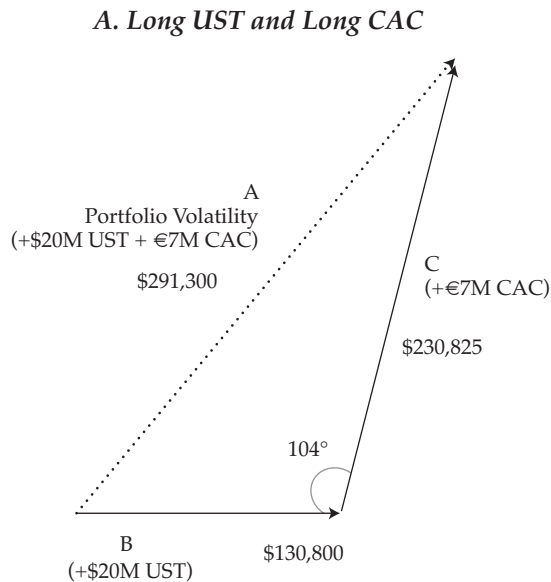 A. Long UST and Long CAC
A
Portfolio Volatility
(+$20M UST + €7M CAC)
$291,300
C
(+€7M CAC)
$230,825
104°
B
(+$20M UST)
$130,800